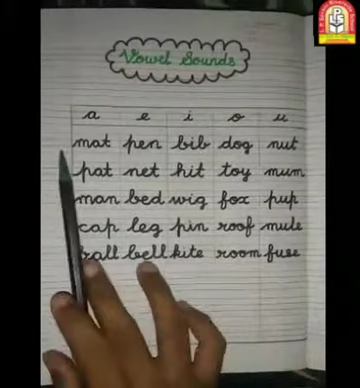 Vowel Sounds
a e i o u
mat pen bib dog nut
pat net hit toy mum
man bed wig fox pup
cap leg pin roof mule
ball bell kite room fuse